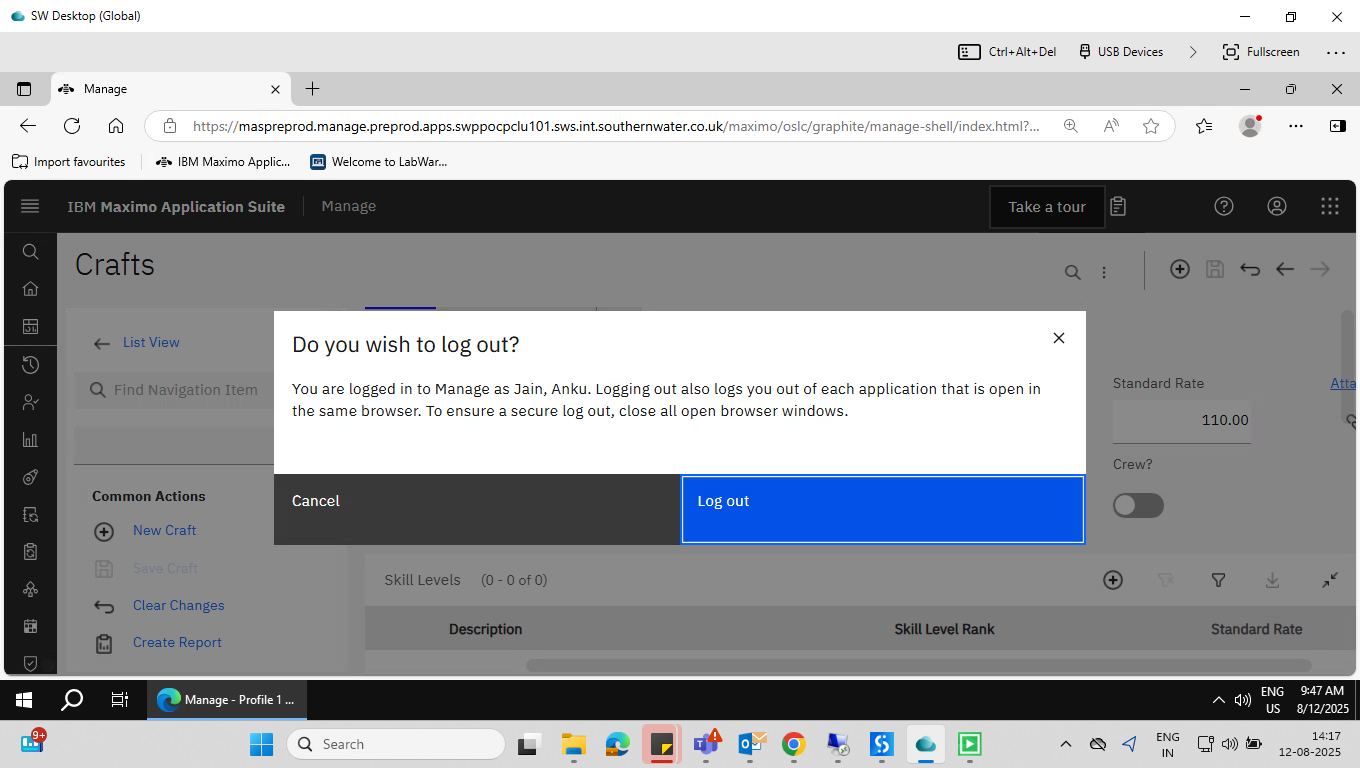 SW Desktop (Global)
Ctrl+Alt+Del
USB Devices
Fullscreen
Manage
https://maspreprod.manage.preprod.apps.swppocpclu101.sws.int.southernwater.co.uk/maximo/oslc/graphite/manage-shell/index.html?...
Import favourites
IBM Maximo Applic...
Welcome to LabWar...
IBM Maximo Application Suite
Manage
Take a tour
Crafts
List View
Find Navigation Item
Do you wish to log out?
You are logged in to Manage as Jain, Anku. Logging out also logs you out of each application that is open in
the same browser. To ensure a secure log out, close all open browser windows.
Cancel
Log out
Standard Rate
Atta
110.00
Crew?
Common Actions
New Craft
Save Craft
Clear Changes
Create Report
Skill Levels (0 - 0 of 0)
Description
Skill Level Rank
Standard Rate
Manage - Profile 1 ...
ENG
US
9:47 AM
8/12/2025
9+
Search
ENG
IN
14:17
12-08-2025